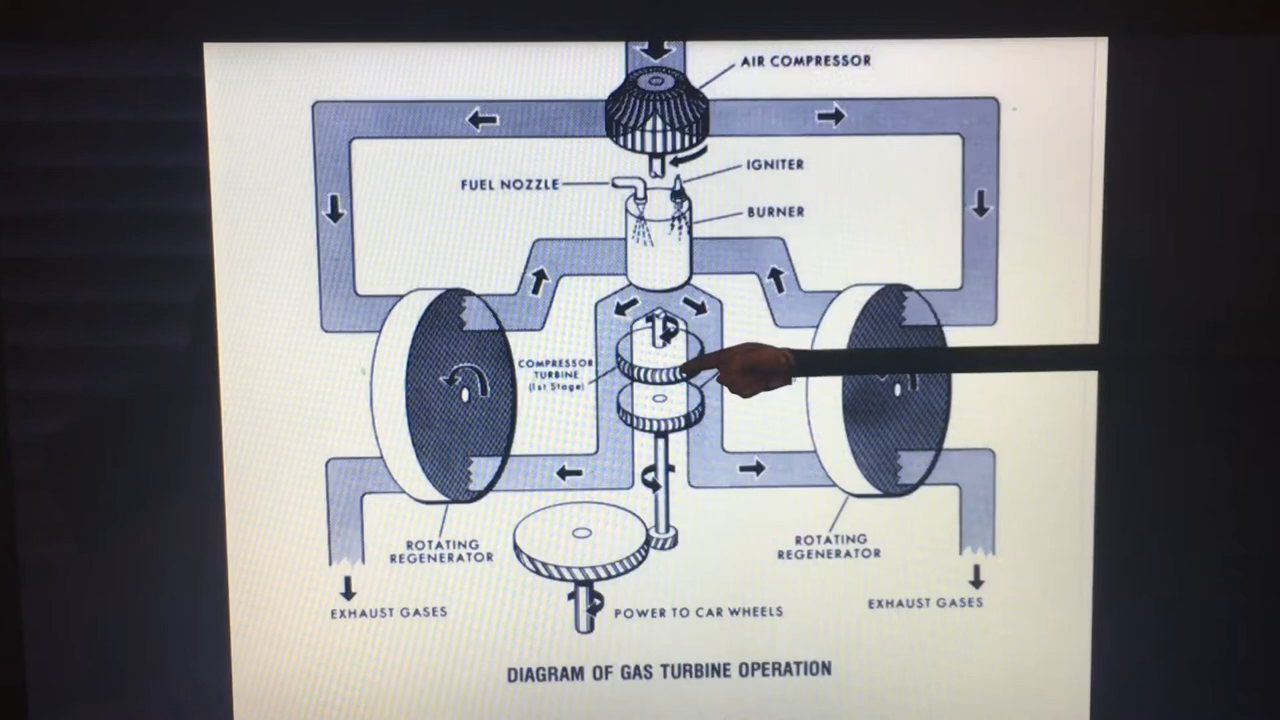 AIR COMPRESSOR
IGNITER
FUEL NOZZLE
BURNER
COMPRESSOR
TURBINE
(1st Stage)
ROTATING
REGENERATOR
ROTATING
REGENERATOR
EXHAUST GASES
POWER TO CAR WHEELS
EXHAUST GASES
DIAGRAM OF GAS TURBINE OPERATION